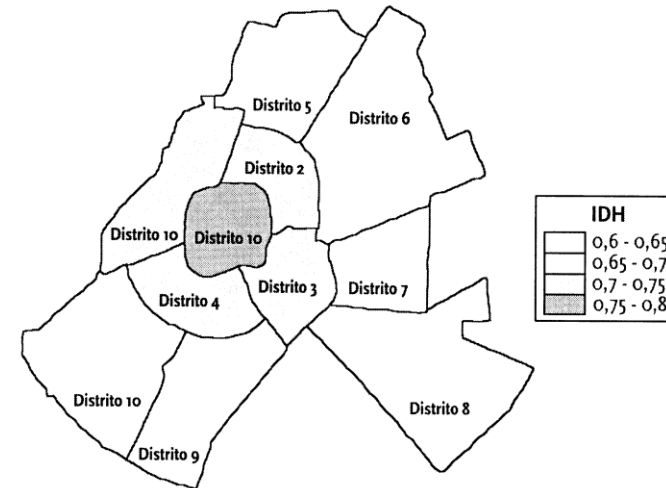 Distrito 5
Distrito 6
Distrito 2
Distrito 10
Distrito 10
Distrito 7
Distrito 3
Distrito 4
Distrito 10
Distrito 8
Distrito 9
IDH
0,6 - 0,65
0,65 - 0,7
0,7 - 0,75
0,75 - 0,8